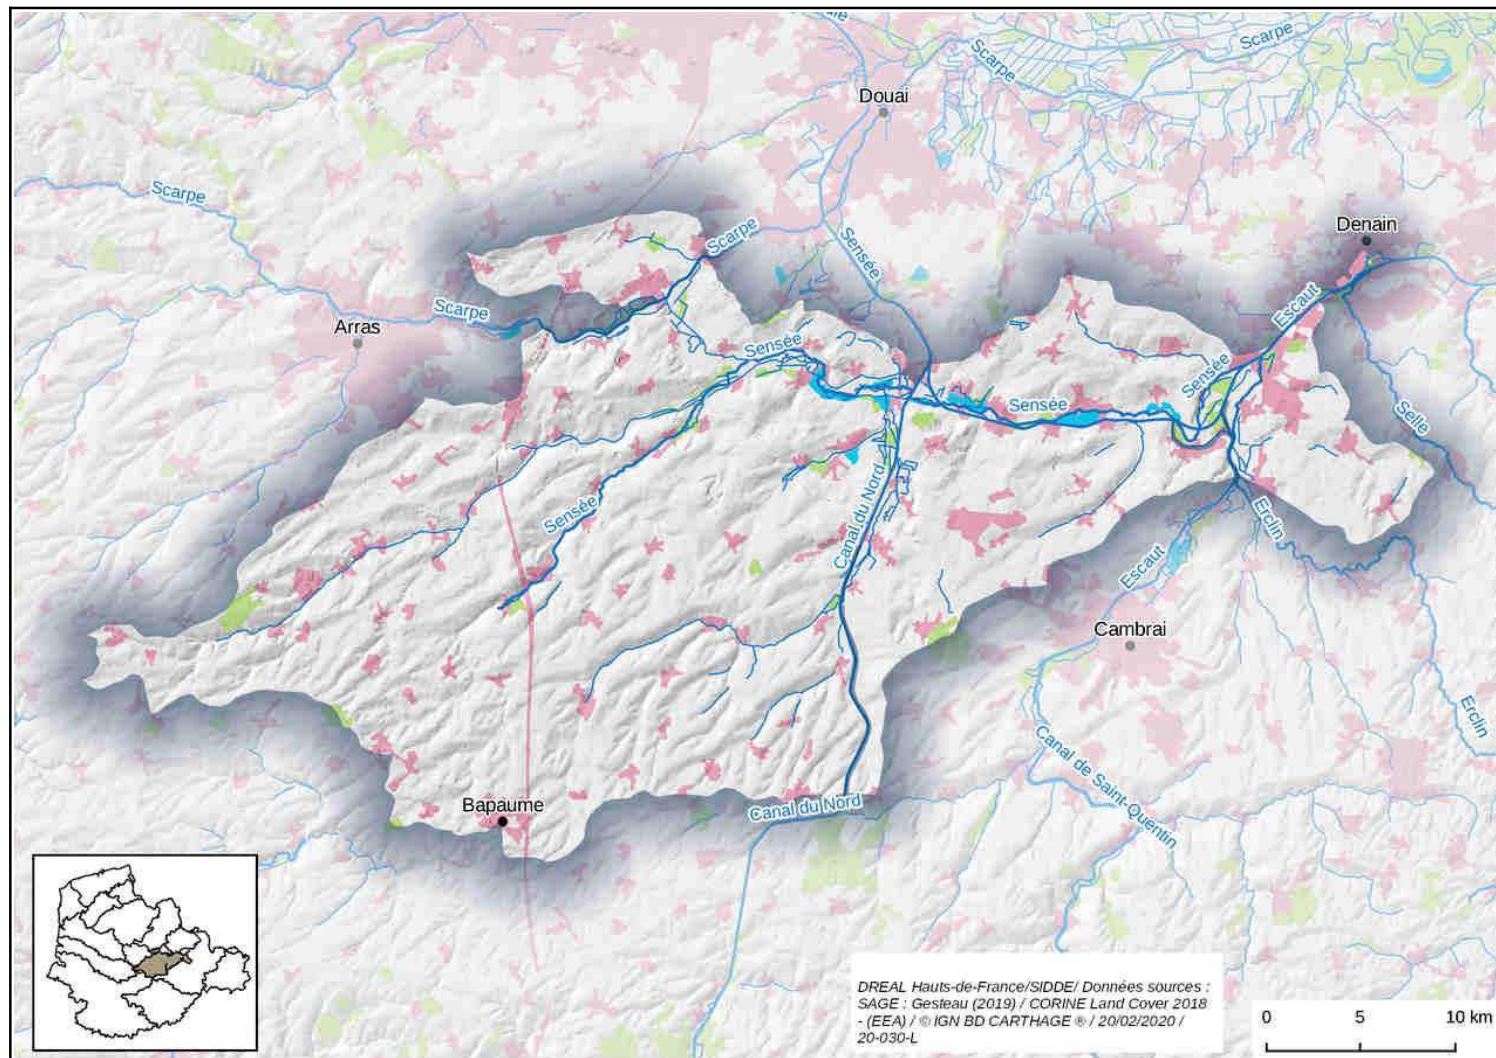 Scarpe
Scarpe
Douai
Scarpe
Denain
Scarpe
Sensée
Escaut
Scarpe
Arras
Sensée
Sensée
Sensée
Selle
Sensée
Canal du Nord
Erclin
Escaut
Cambrai
Erclin
Canal de Saint-Quentin
Bapaume
Canal du Nord
DREAL Hauts-de-France/SIDDE/ Données sources :
SAGE : Gesteau (2019) / CORINE Land Cover 2018
- (EEA) / © IGN BD CARTHAGE ® / 20/02/2020 /
20-030-L
0 5 10 km